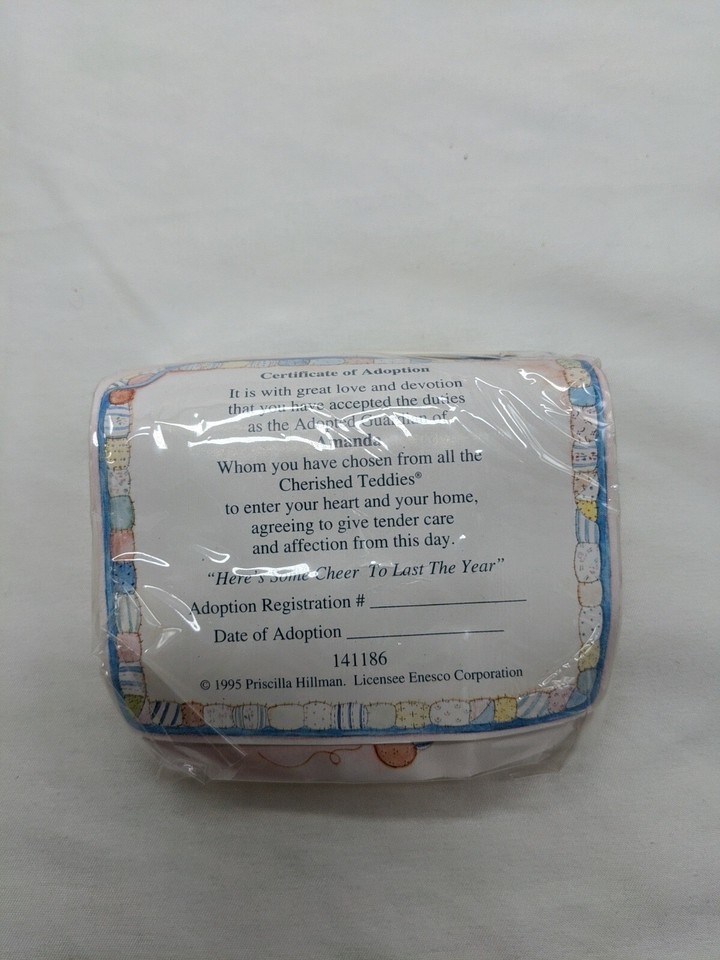 Certificate of Adoption
It is with great love and devotion
that you have accepted the duties
as the Adopted Guardian of
Amanda
Whom you have chosen from all the
Cherished Teddies®
to enter your heart and your home,
agreeing to give tender care
and affection from this day.
"Here's Some Cheer To Last The Year"
Adoption Registration # _______________
Date of Adoption _______________
141186
© 1995 Priscilla Hillman. Licensee Enesco Corporation